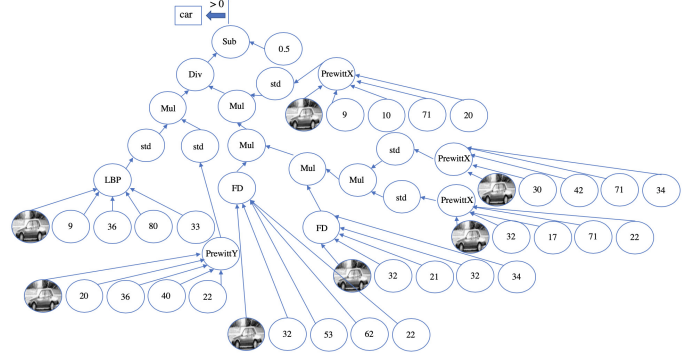 > 0
car
Sub
0.5
Div
std
PrewittX
Mul
Mul
9
10
71
20
std
std
Mul
std
PrewittX
LBP
FD
Mul
Mul
30
42
71
34
std
PrewittX
9
36
80
33
FD
32
17
71
22
PrewittY
32
21
32
34
20
36
40
22
32
53
62
22